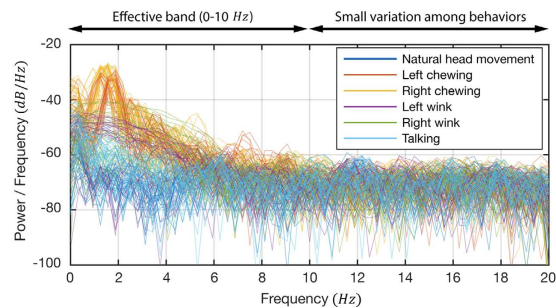 Effective band (0-10 Hz)
Small variation among behaviors
-20
-40
-60
-80
-100
Power / Frequency (dB/Hz)
Natural head movement
Left chewing
Right chewing
Left wink
Right wink
Talking
0 2 4 6 8 10 12 14 16 18 20
Frequency (Hz)